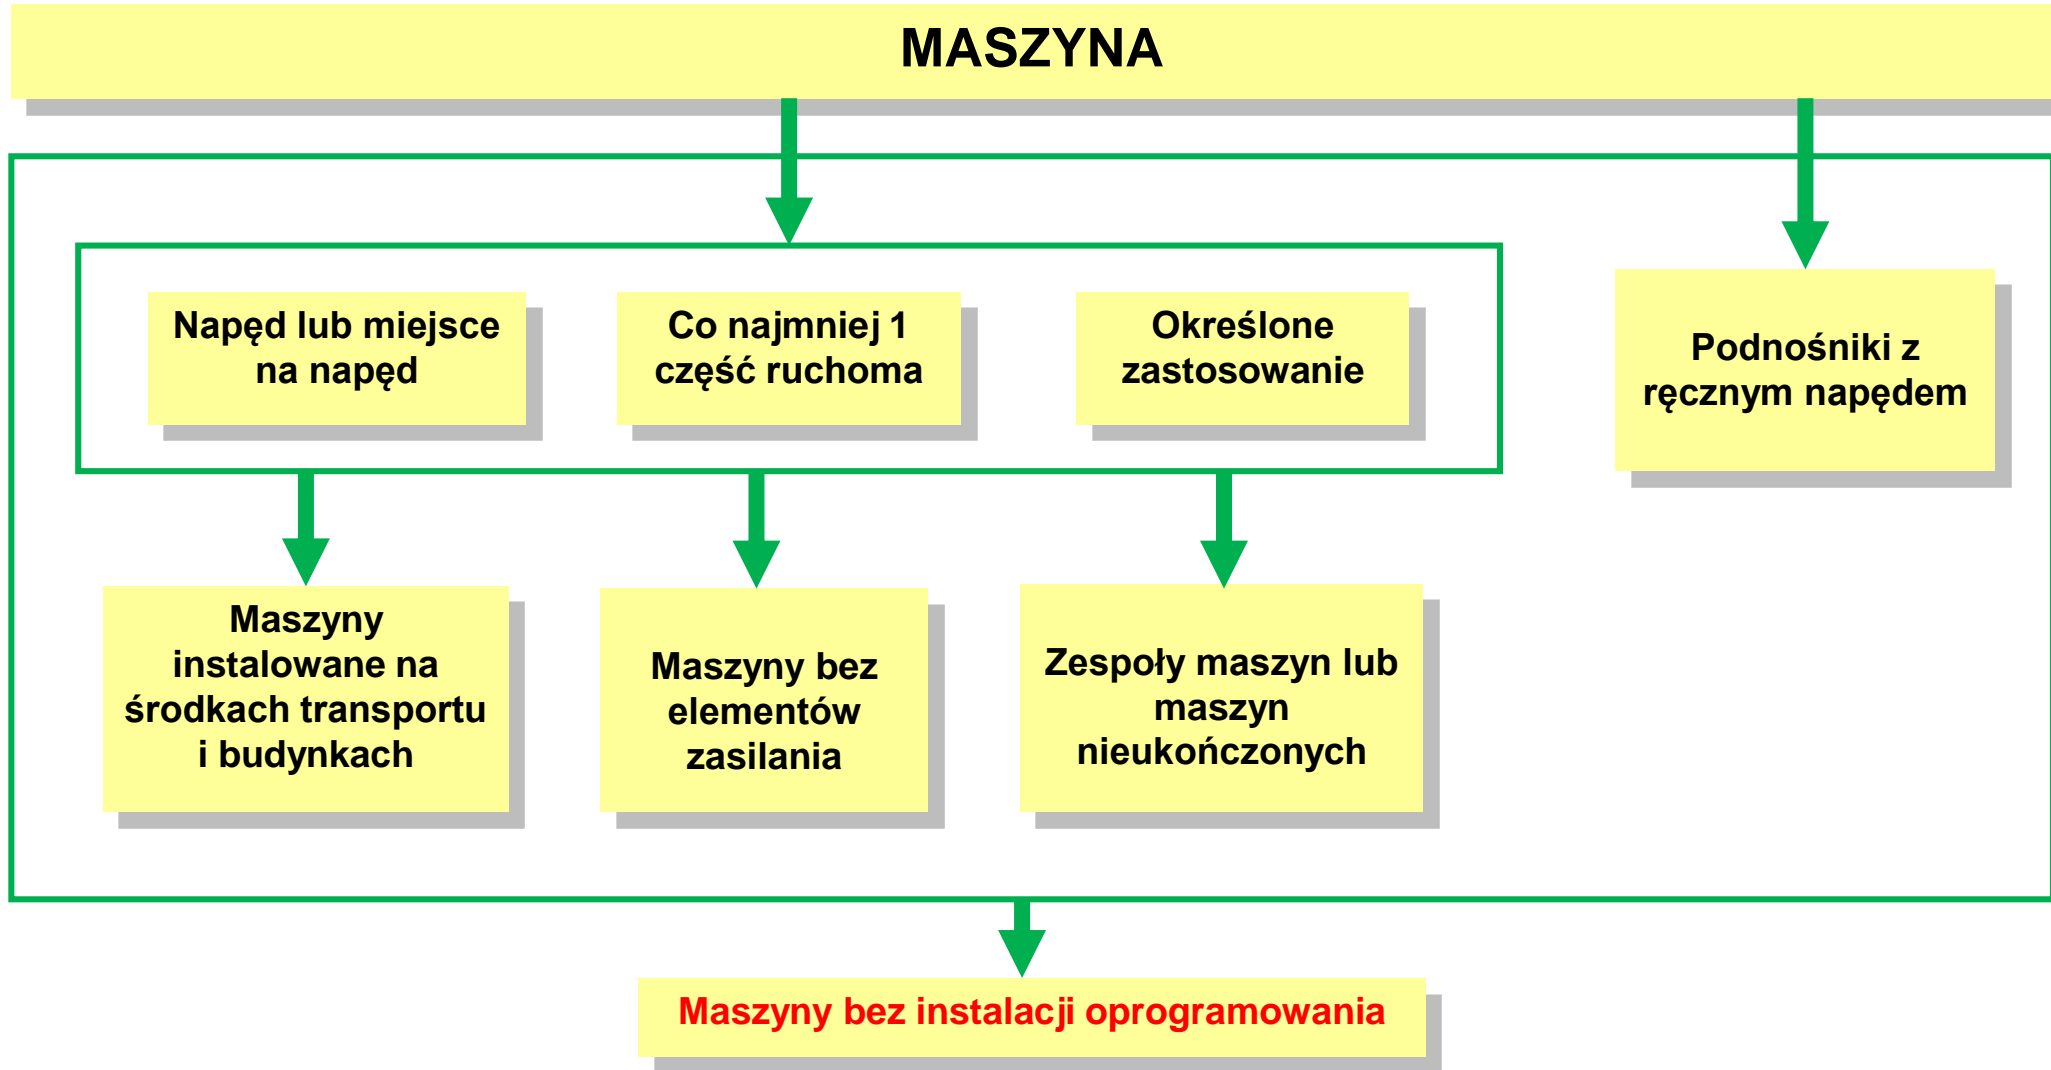 MASZYNA
Napęd lub miejsce
na napęd
Co najmniej 1
część ruchoma
Określone
zastosowanie
Podnośniki z
ręcznym napędem
Maszyny
instalowane na
środkach transportu
i budynkach
Maszyny bez
elementów
zasilania
Zespoły maszyn lub
maszyn
nieukończonych
Maszyny bez instalacji oprogramowania